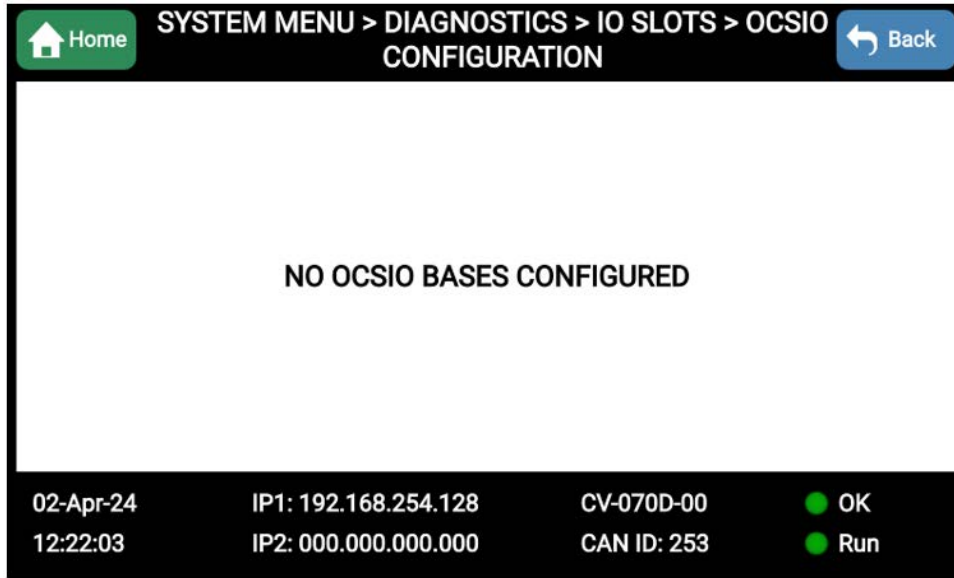 Home
SYSTEM MENU > DIAGNOSTICS > IO SLOTS > OCSIO
CONFIGURATION
Back
NO OCSIO BASES CONFIGURED
02-Apr-24 IP1: 192.168.254.128 CV-070D-00 OK
12:22:03 IP2: 000.000.000.000 CAN ID: 253 Run